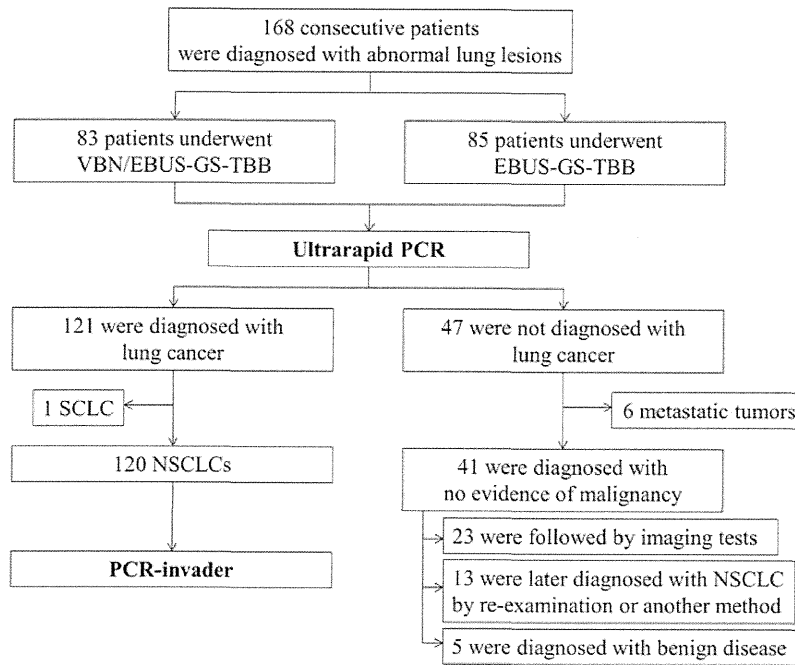 168 consecutive patients
were diagnosed with abnormal lung lesions
83 patients underwent
VBN/EBUS-GS-TBB
85 patients underwent
EBUS-GS-TBB
Ultrarapid PCR
121 were diagnosed with
lung cancer
47 were not diagnosed with
lung cancer
1 SCLC
6 metastatic tumors
120 NSCLCs
41 were diagnosed with
no evidence of malignancy
23 were followed by imaging tests
PCR-invader
13 were later diagnosed with NSCLC
by re-examination or another method
5 were diagnosed with benign disease